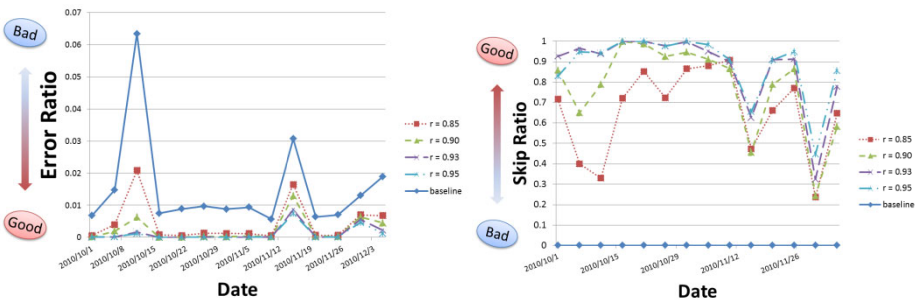 Bad
Error Ratio
Good
0.07
0.06
0.05
0.04
0.03
0.02
0.01
0
2010/10/1
2010/10/8
2010/10/15
2010/10/22
2010/10/29
2010/11/5
2010/11/12
2010/11/19
2010/11/26
2010/12/3
Date
r = 0.85
r = 0.90
r = 0.93
r = 0.95
baseline
Good
Skip Ratio
Bad
1
0.9
0.8
0.7
0.6
0.5
0.4
0.3
0.2
0.1
0
2010/10/1
2010/10/15
2010/10/29
2010/11/12
2010/11/26
Date
r = 0.85
r = 0.90
r = 0.93
r = 0.95
baseline